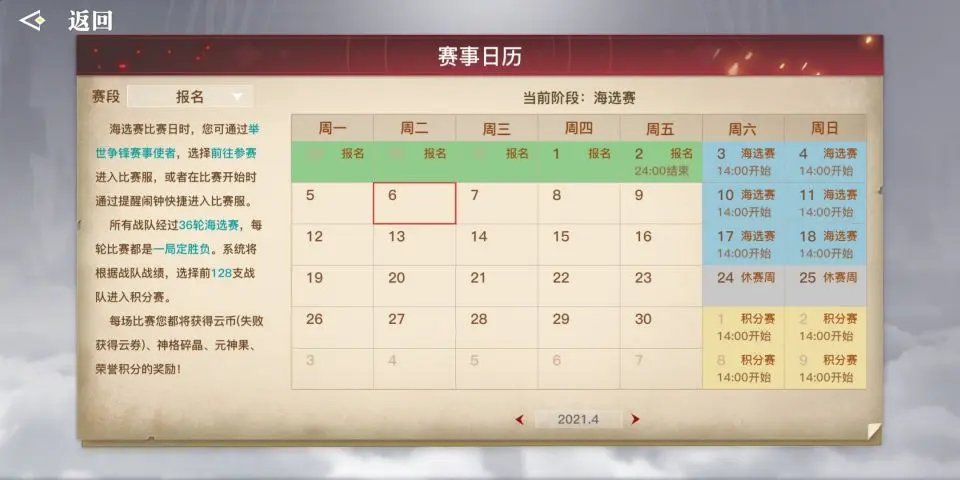 返回
赛事日历
赛段 报名
当前阶段：海选赛
海选赛比赛日时，您可通过举
世争锋赛事使者，选择前往参赛
进入比赛服，或者在比赛开始时
通过提醒闹钟快捷进入比赛服。
所有战队经过36轮海选赛，每
轮比赛都是一局定胜负。系统将
根据战队战绩，选择前128支战
队进入积分赛。
每场比赛您都将获得云币(失败
获得云券)、神格碎晶、元神果、
荣誉积分的奖励！
周一 周二 周三 周四 周五 周六 周日
报名 报名 报名 1 报名 2 报名 3 海选赛 4 海选赛
24:00结束 14:00开始 14:00开始
5 6 7 8 9 10 海选赛 11 海选赛
14:00开始 14:00开始
12 13 14 15 16 17 海选赛 18 海选赛
14:00开始 14:00开始
19 20 21 22 23 24 休赛周 25 休赛周
26 27 28 29 30 1 积分赛 2 积分赛
14:00开始 14:00开始
3 4 5 6 7 8 积分赛 9 积分赛
14:00开始 14:00开始
2021.4